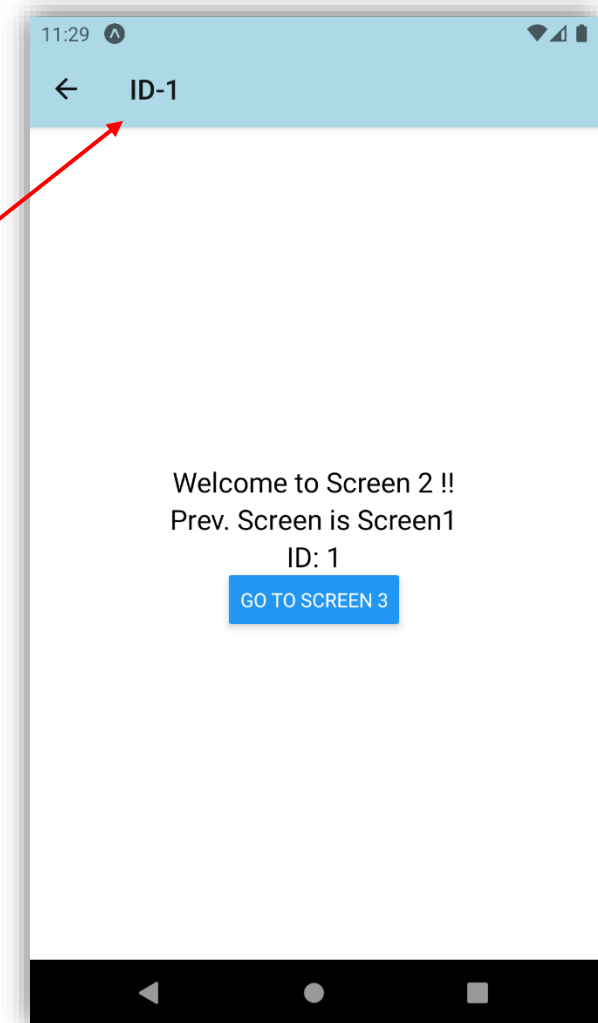 11:29
ID-1
Welcome to Screen 2 !!
Prev. Screen is Screen1
ID: 1
GO TO SCREEN 3